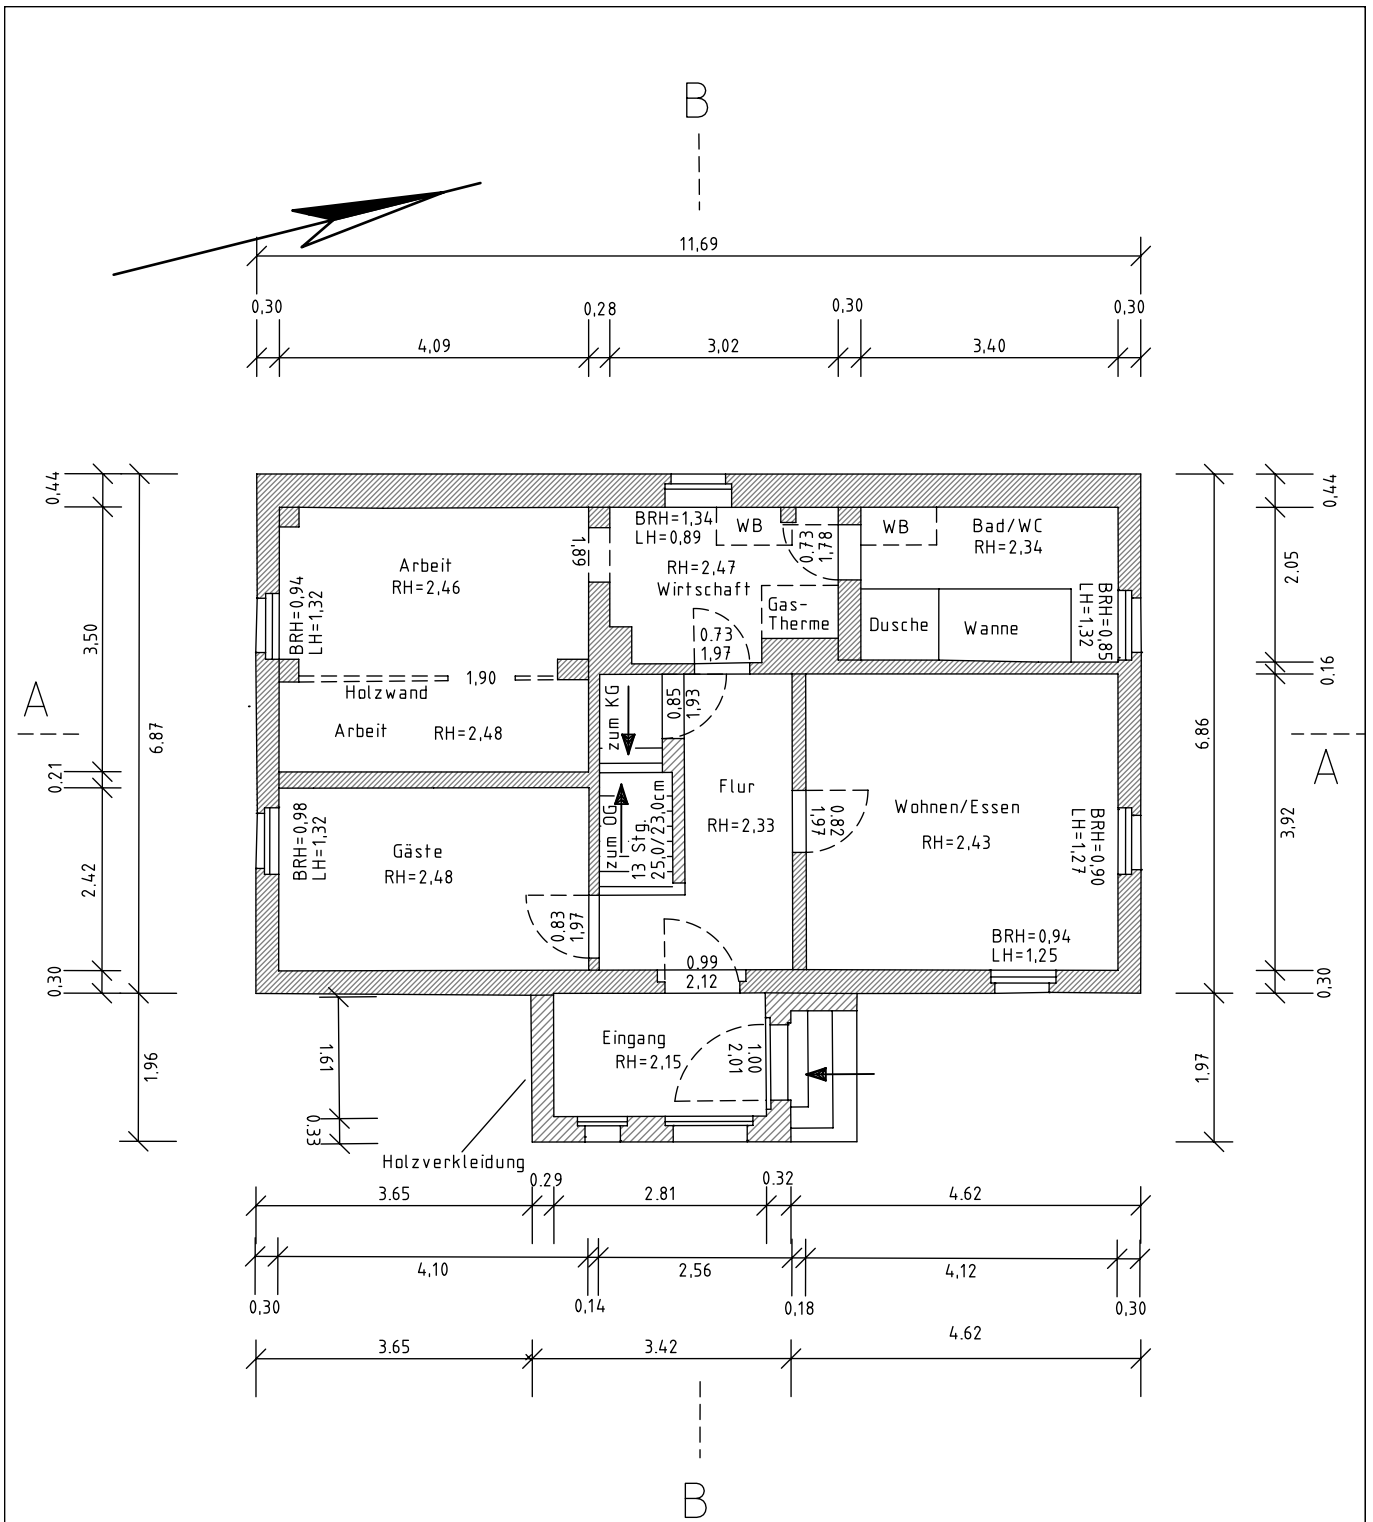 B
11,69
0,30
0,28
0,30
0,30
4,09
3,02
3,40
0,44
3,50
0.21
2.42
0,30
6.87
1.96
A
0,44
2.05
0.16
3,92
0,30
6.86
1.97
A
Arbeit
RH=2,46
BRH=0,94
LH=1,32
1,89
BRH=1,34
LH=0,89
WB
RH=2,47
Wirtschaft
0.73
1,78
Gas-
Therme
0.73
1,97
WB
Bad/WC
RH=2,34
Dusche
Wanne
BRH=0,85
LH=1,32
1,90
Holzwand
Arbeit
RH=2,48
zum KG
0,85
1,93
zum OG
13 Stg.
25,0/23,0cm
Flur
RH=2,33
0.82
1,97
Wohnen/Essen
RH=2,43
BRH=0,90
LH=1,27
BRH=0,94
LH=1,25
BRH=0,98
LH=1,32
Gäste
RH=2,48
0.83
1,97
0.99
2,12
Eingang
RH=2,15
1.00
2,01
1.61
0.33
Holzverkleidung
3.65
0.29
2.81
0.32
4.62
0,30
4,10
0,14
2,56
0,18
4,12
0,30
3.65
3.42
4.62
B